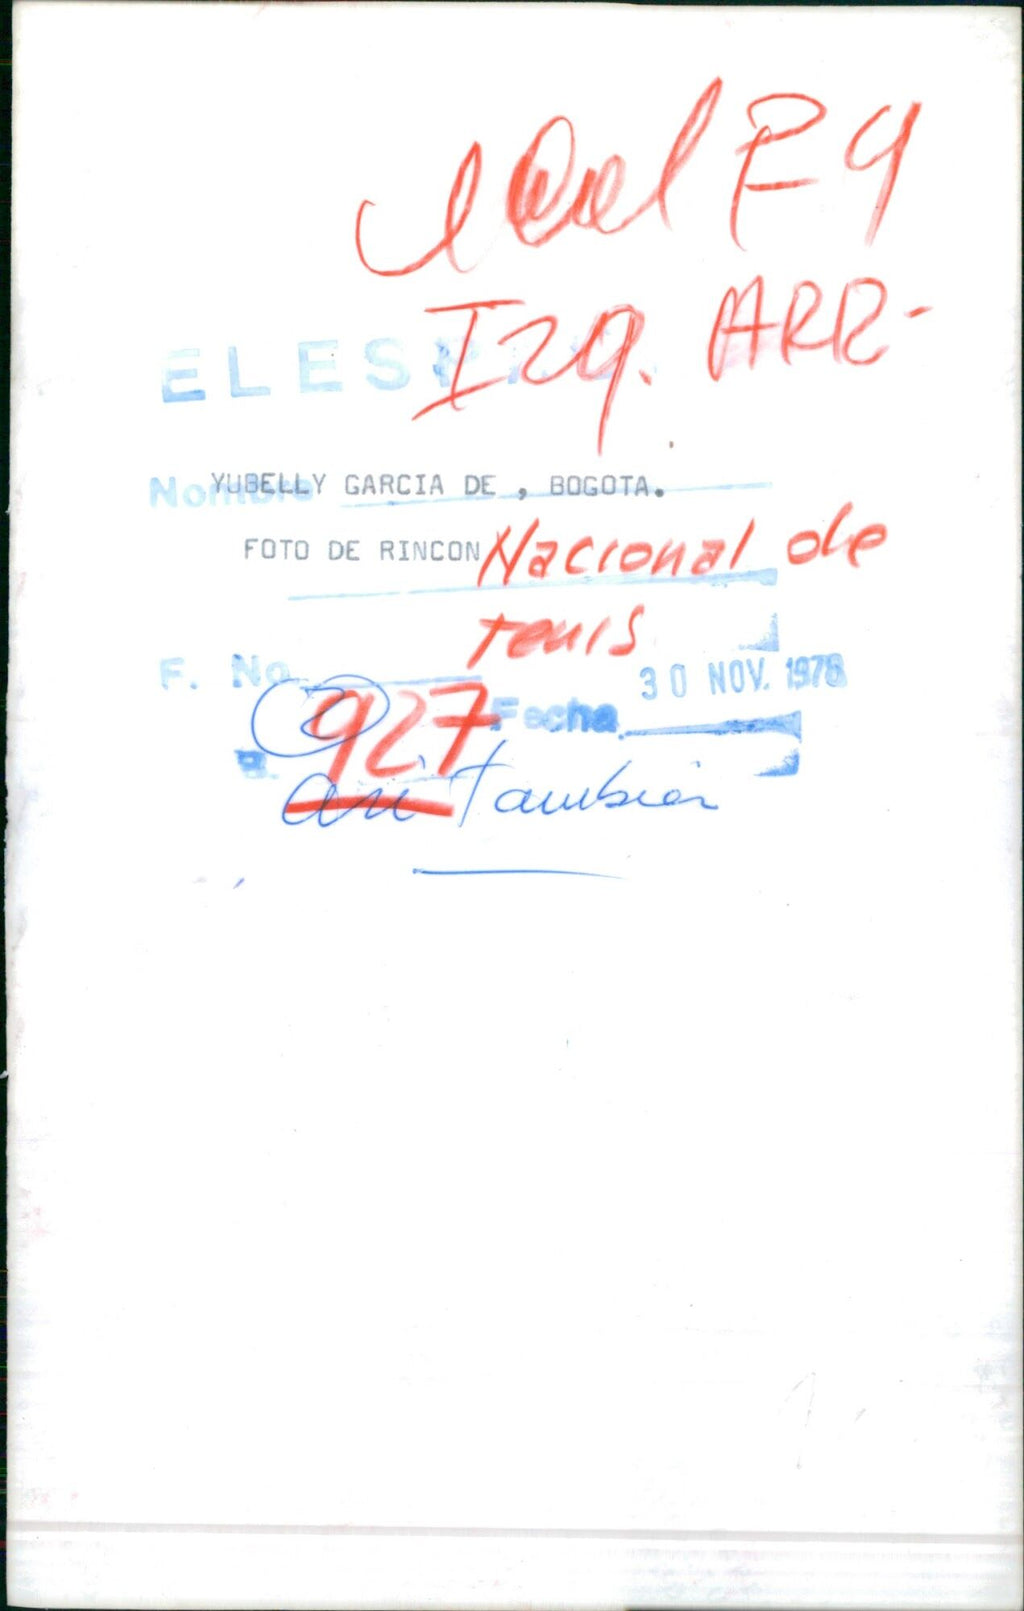 P 9
Izq. ARR-
ELES
Nombre YUBELLY GARCIA DE , BOGOTA.
FOTO DE RINCON Nacional de
tenis
F. No. 30 NOV. 1978
927 Fecha
B.
también